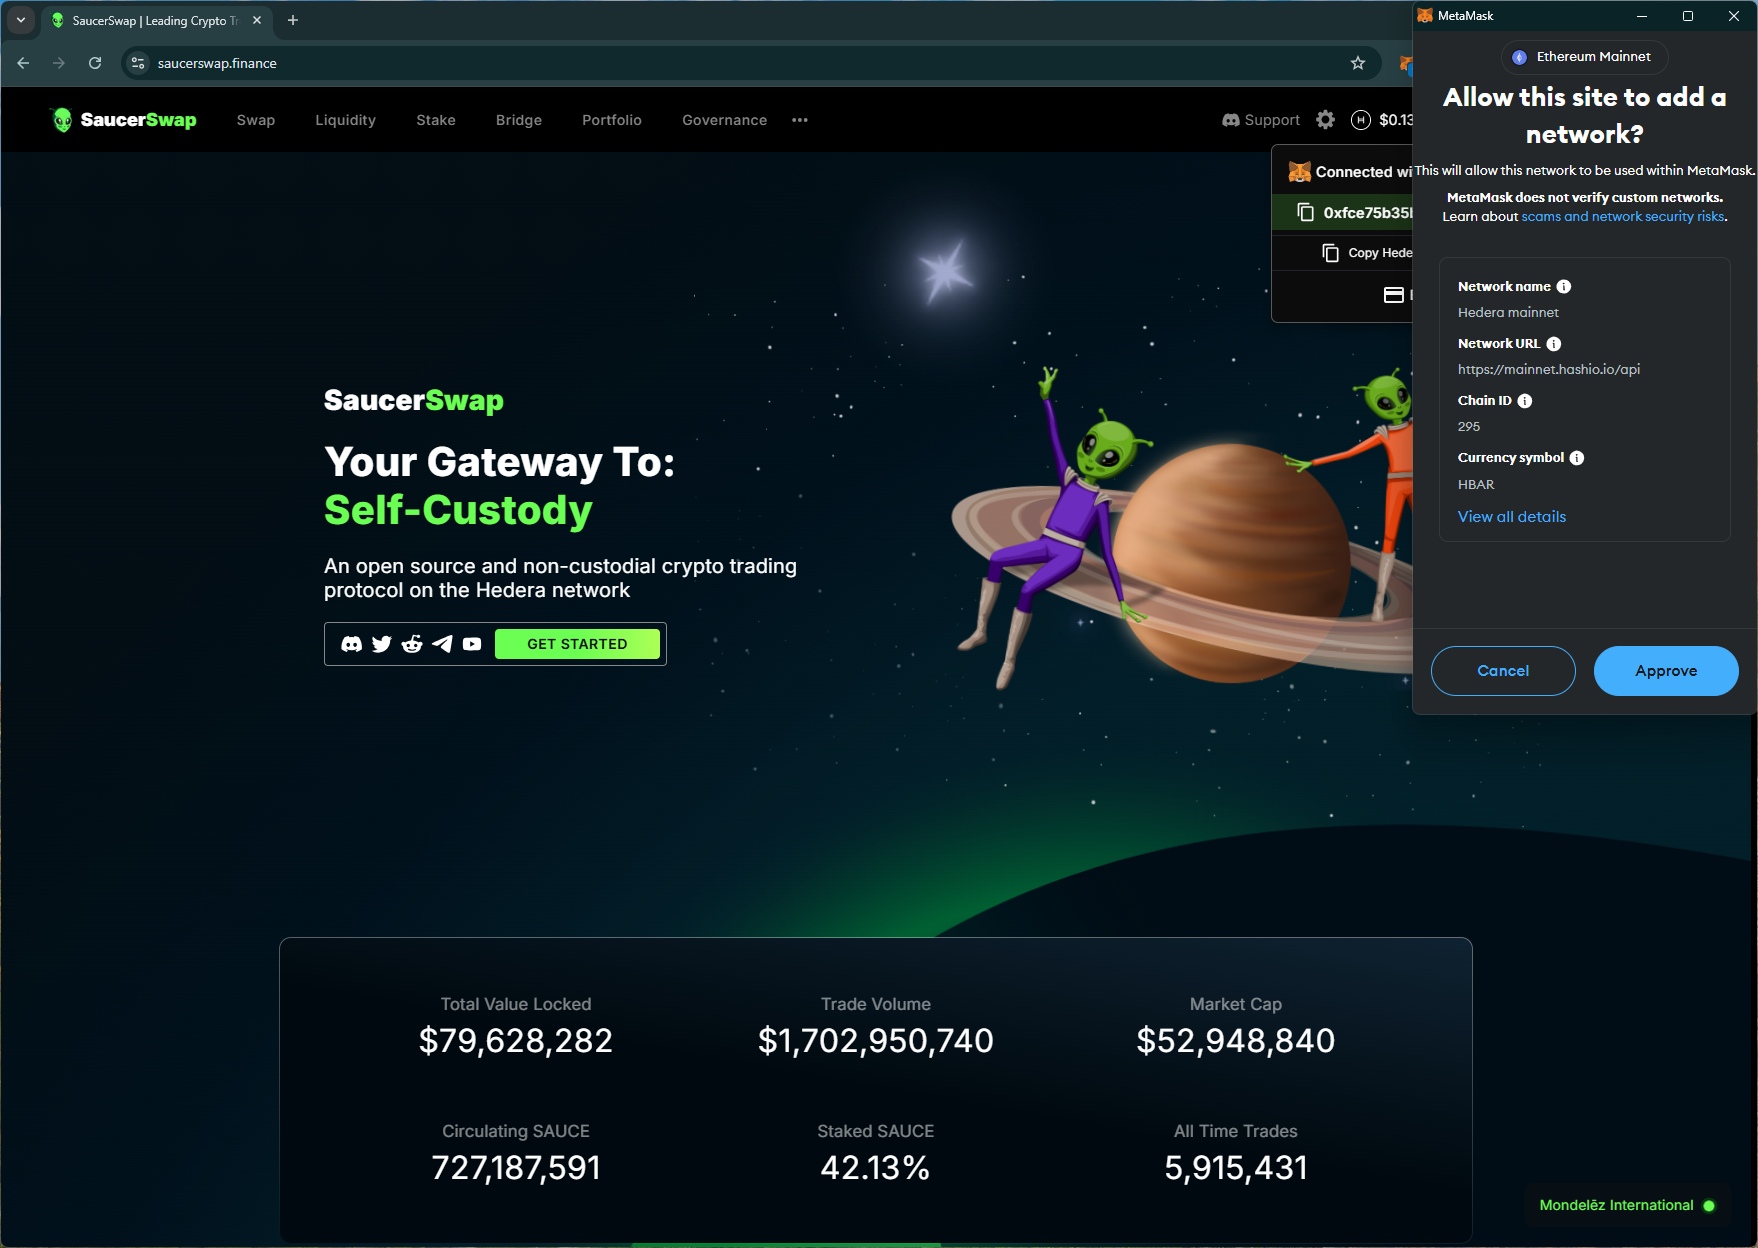 SaucerSwap | Leading Crypto Tr
saucerswap.finance
SaucerSwap
Swap
Liquidity
Stake
Bridge
Portfolio
Governance
Support
$0.13
Connected wi
0xfce75b35
Copy Hede
SaucerSwap
Your Gateway To:
Self-Custody
An open source and non-custodial crypto trading
protocol on the Hedera network
GET STARTED
MetaMask
Ethereum Mainnet
Allow this site to add a
network?
This will allow this network to be used within MetaMask.
MetaMask does not verify custom networks.
Learn about scams and network security risks.
Network name
Hedera mainnet
Network URL
https://mainnet.hashio.io/api
Chain ID
295
Currency symbol
HBAR
View all details
Cancel
Approve
Total Value Locked
$79,628,282
Trade Volume
$1,702,950,740
Market Cap
$52,948,840
Circulating SAUCE
727,187,591
Staked SAUCE
42.13%
All Time Trades
5,915,431
Mondelēz International